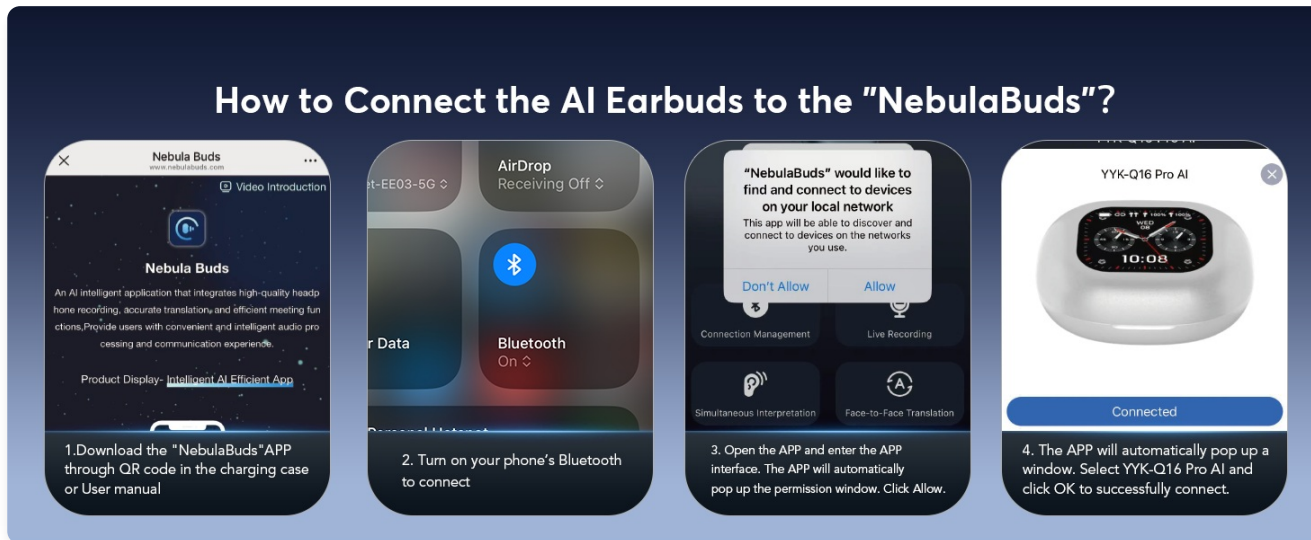 How to Connect the AI Earbuds to the "NebulaBuds"?
Nebula Buds
www.nebulabuds.com
Video Introduction
Nebula Buds
An AI intelligent application that integrates high-quality headp
hone recording, accurate translation, and efficient meeting fun
ctions,Provide users with convenient and intelligent audio pro
cessing and communication experience.
Product Display- Intelligent AI Efficient App
1.Download the "NebulaBuds"APP
through QR code in the charging case
or User manual
et-EE03-5G
AirDrop
Receiving Off
r Data
Bluetooth
On
2. Turn on your phone's Bluetooth
to connect
"NebulaBuds" would like to
find and connect to devices
on your local network
This app will be able to discover and
connect to devices on the networks
you use.
Don't Allow
Allow
Connection Management
Live Recording
Simultaneous Interpretation
Face-to-Face Translation
3. Open the APP and enter the APP
interface. The APP will automatically
pop up the permission window. Click Allow.
YYK-Q16 Pro AI
100% 100%
WED
08
10:08
Connected
4. The APP will automatically pop up a
window. Select YYK-Q16 Pro AI and
click OK to successfully connect.